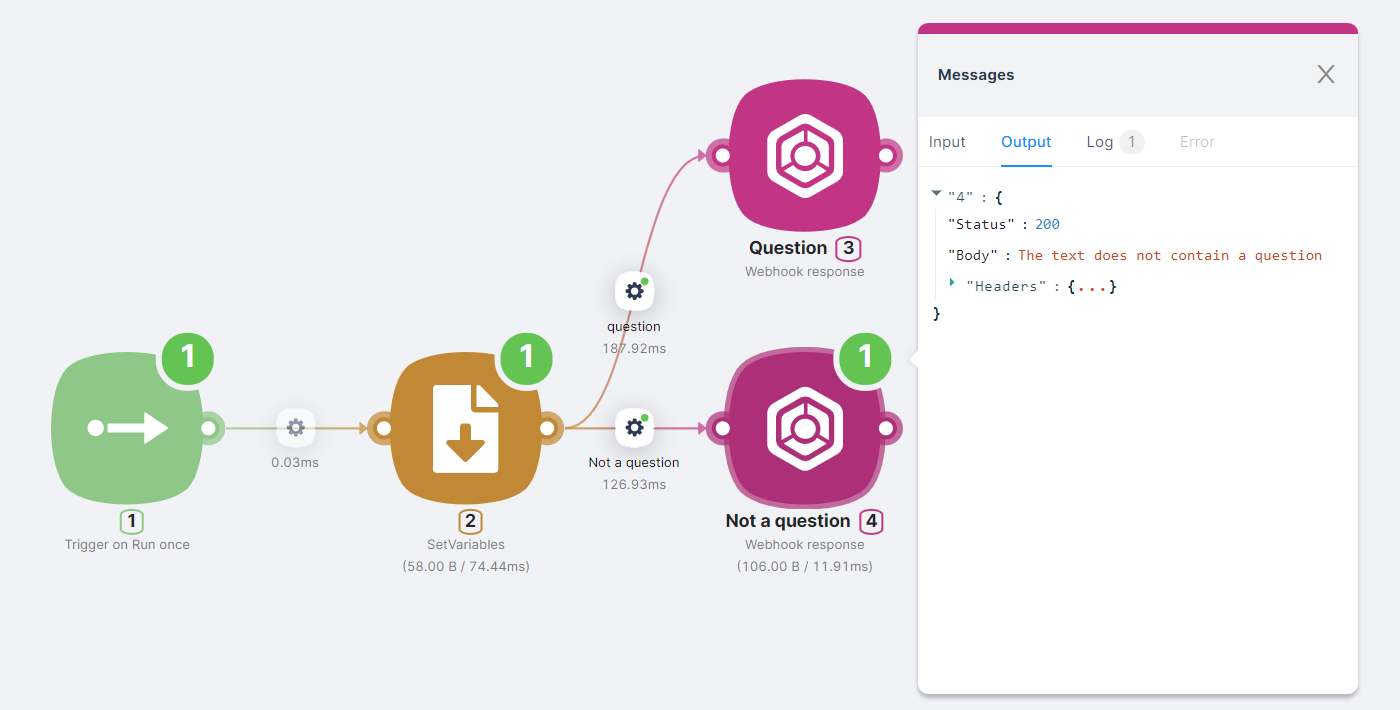 Messages
Input Output Log 1 Error
"4" : {
"Status" : 200
"Body" : The text does not contain a question
"Headers" : {...}
}
Question 3
Webhook response
question
187.92ms
1
1
Trigger on Run once
0.03ms
1
2
SetVariables
(58.00 B / 74.44ms)
Not a question
126.93ms
1
Not a question 4
Webhook response
(106.00 B / 11.91ms)